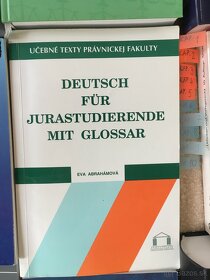 UČEBNÉ TEXTY PRÁVNICKEJ FAKULTY
DEUTSCH
FÜR
JURASTUDIERENDE
MIT GLOSSAR
EVA ABRAHÁMOVÁ